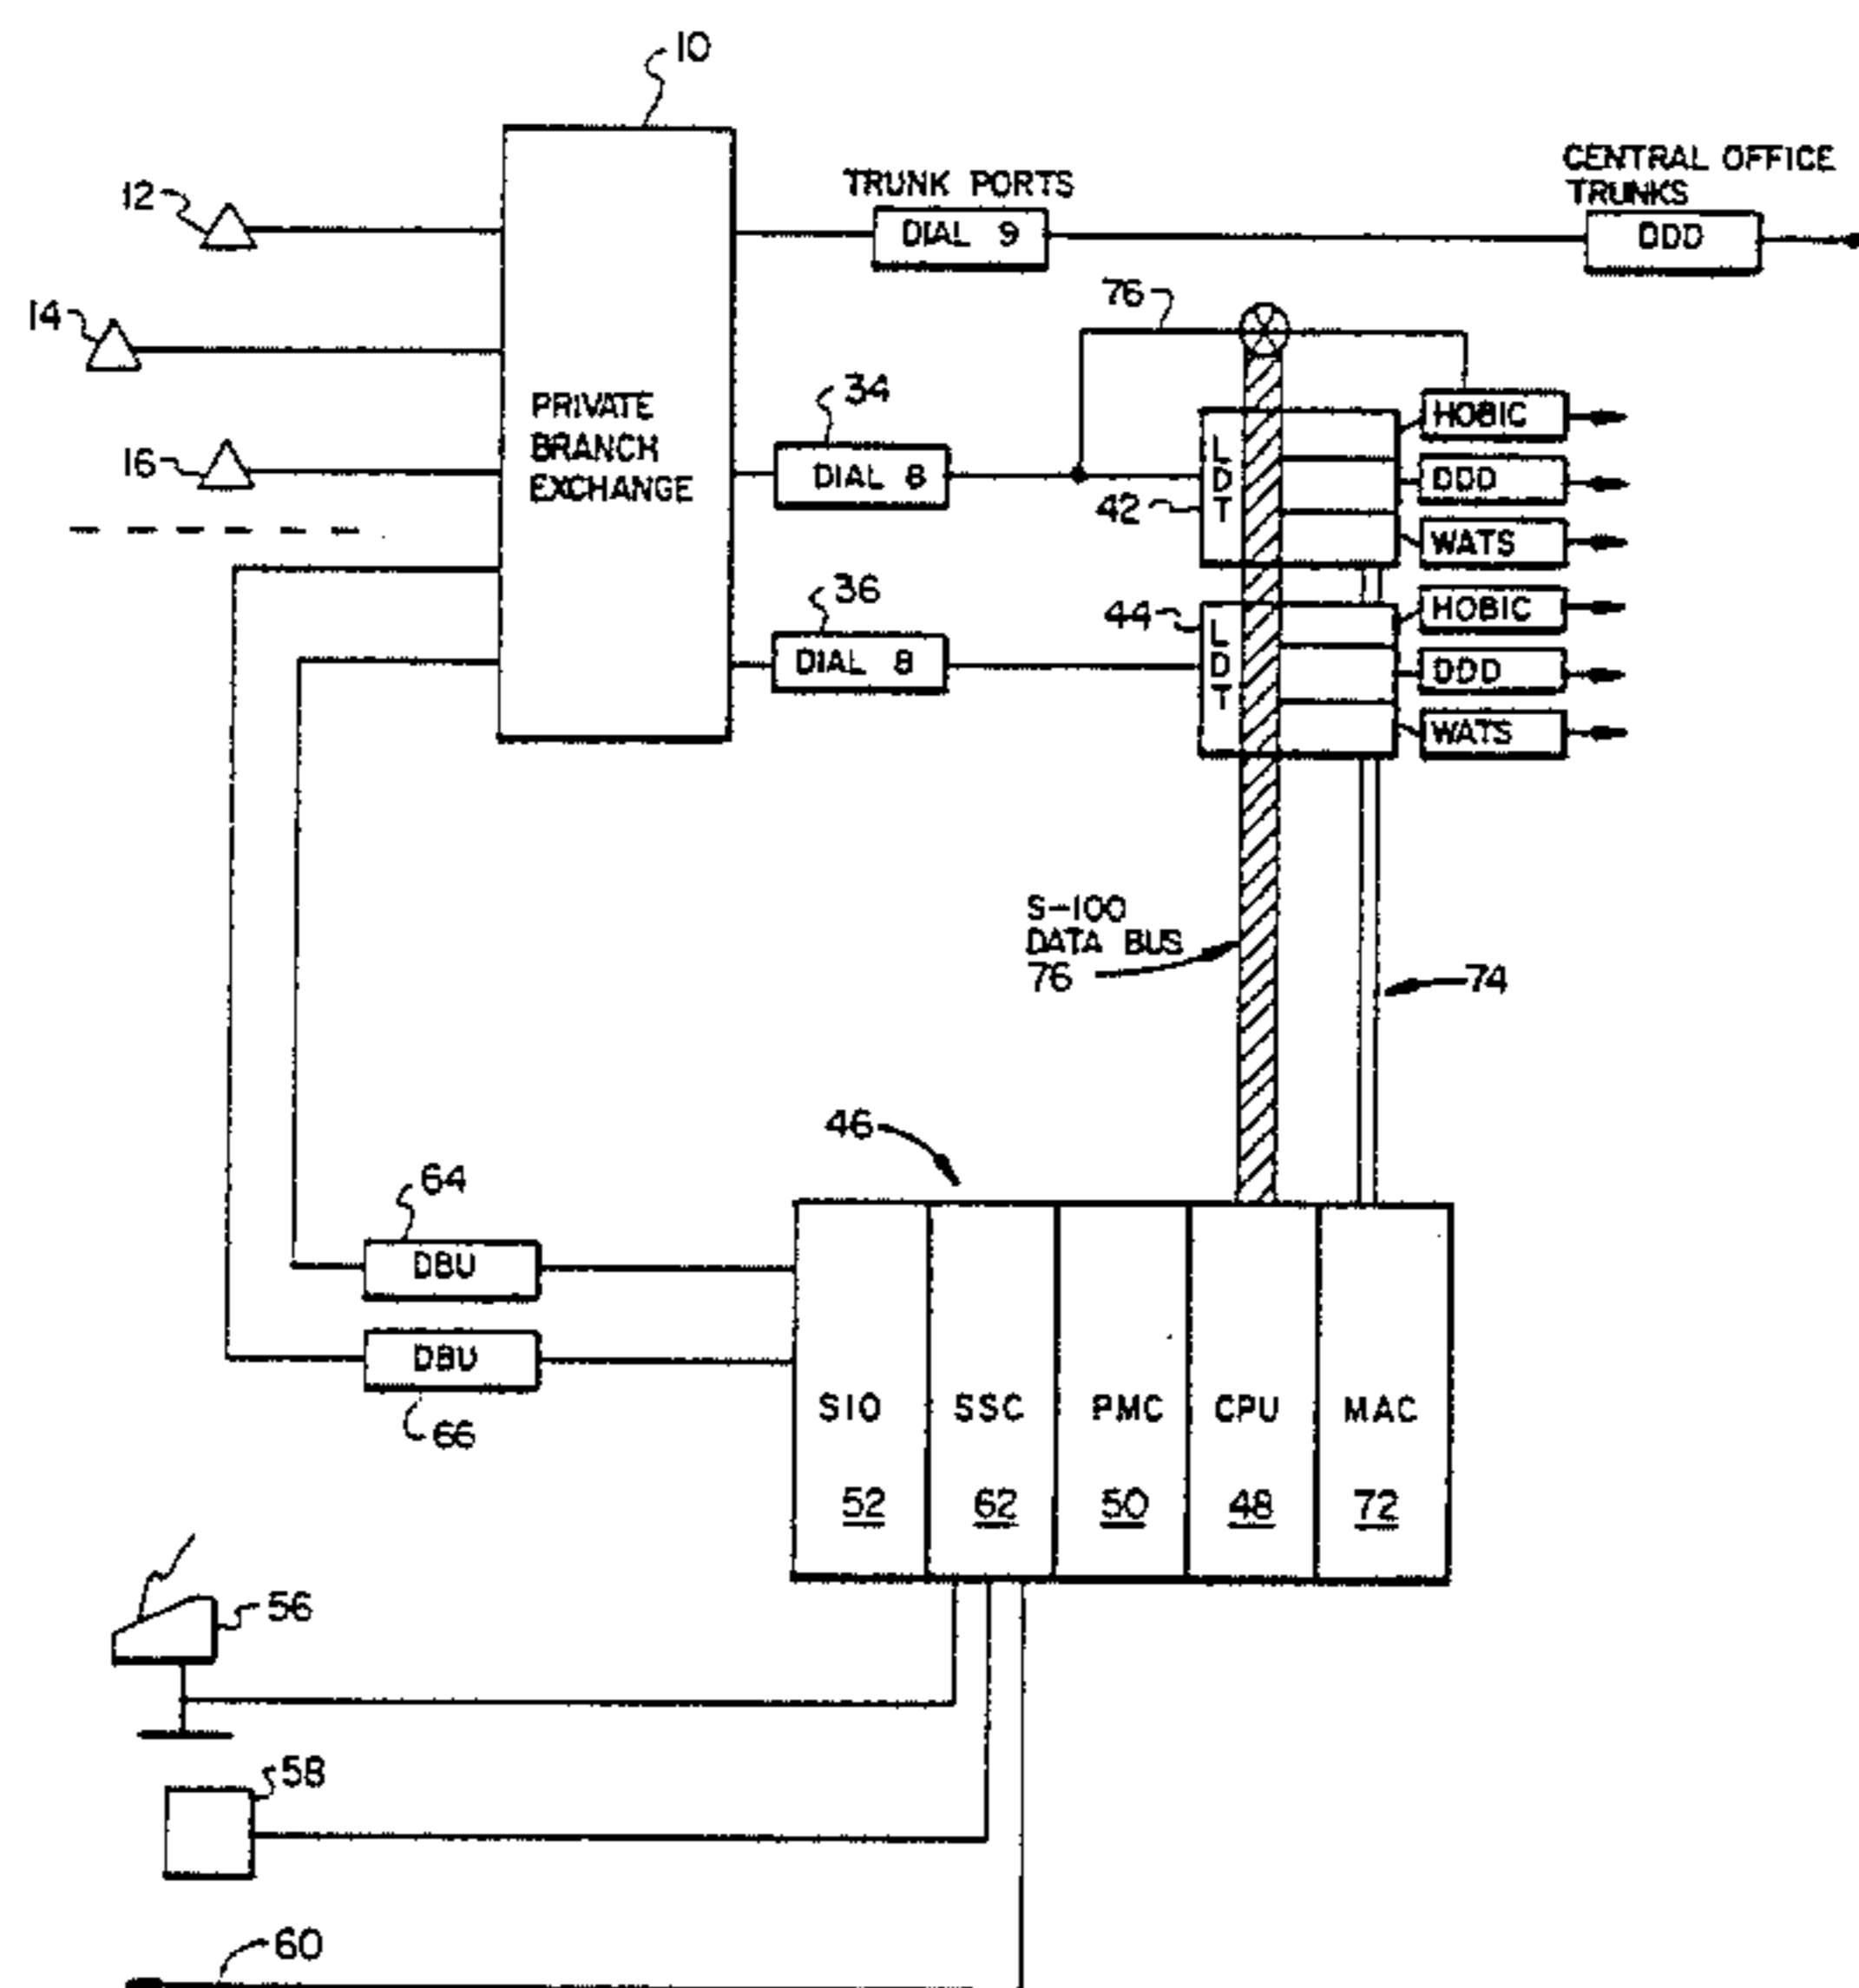 10
12
14
16
PRIVATE
BRANCH
EXCHANGE
TRUNK PORTS
DIAL 9
CENTRAL OFFICE
TRUNKS
DDD
76
34
DIAL 8
36
DIAL 8
42
LDT
HOBIC
DDD
WATS
44
LDT
HOBIC
DDD
WATS
S-100
DATA BUS
76
74
46
64
DBU
DBU
66
SIO
52
SSC
62
PMC
50
CPU
48
MAC
72
56
58
60